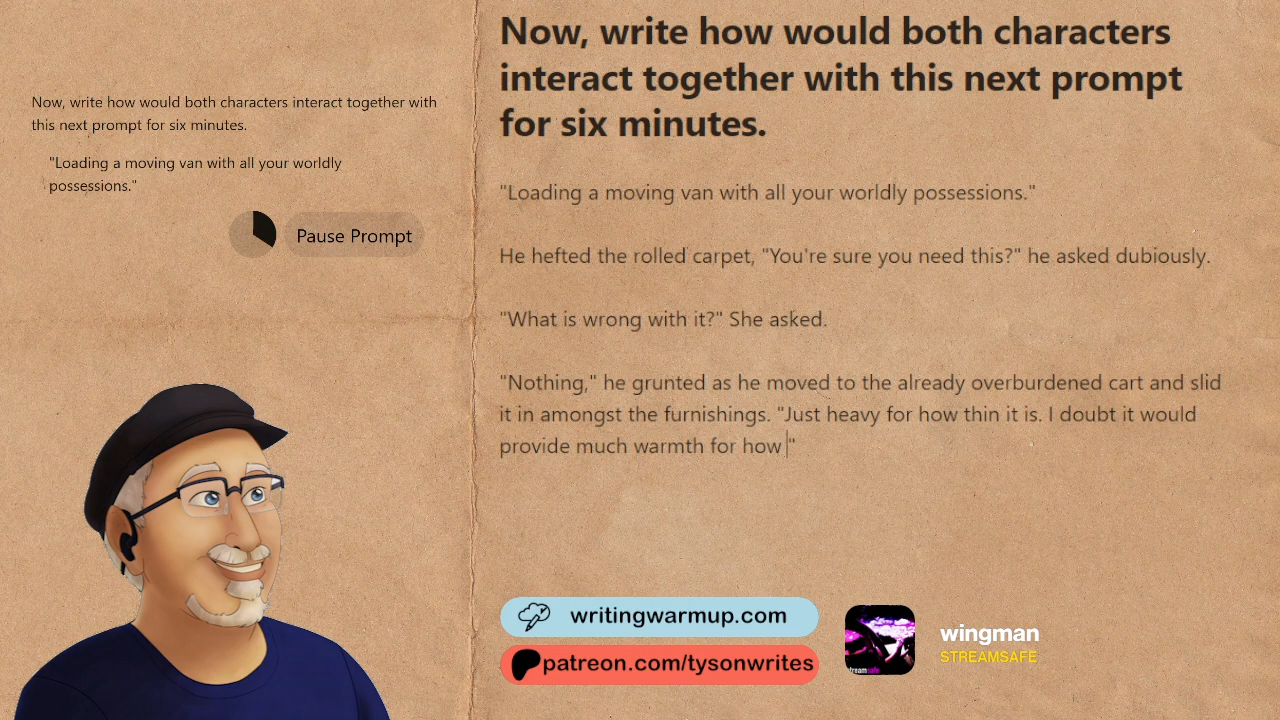 Now, write how would both characters interact together with
this next prompt for six minutes.
"Loading a moving van with all your worldly
possessions."
Pause Prompt
Now, write how would both characters
interact together with this next prompt
for six minutes.
"Loading a moving van with all your worldly possessions."
He hefted the rolled carpet, "You're sure you need this?" he asked dubiously.
"What is wrong with it?" She asked.
"Nothing," he grunted as he moved to the already overburdened cart and slid
it in amongst the furnishings. "Just heavy for how thin it is. I doubt it would
provide much warmth for how "
writingwarmup.com
patreon.com/tysonwrites
wingman
STREAMSAFE